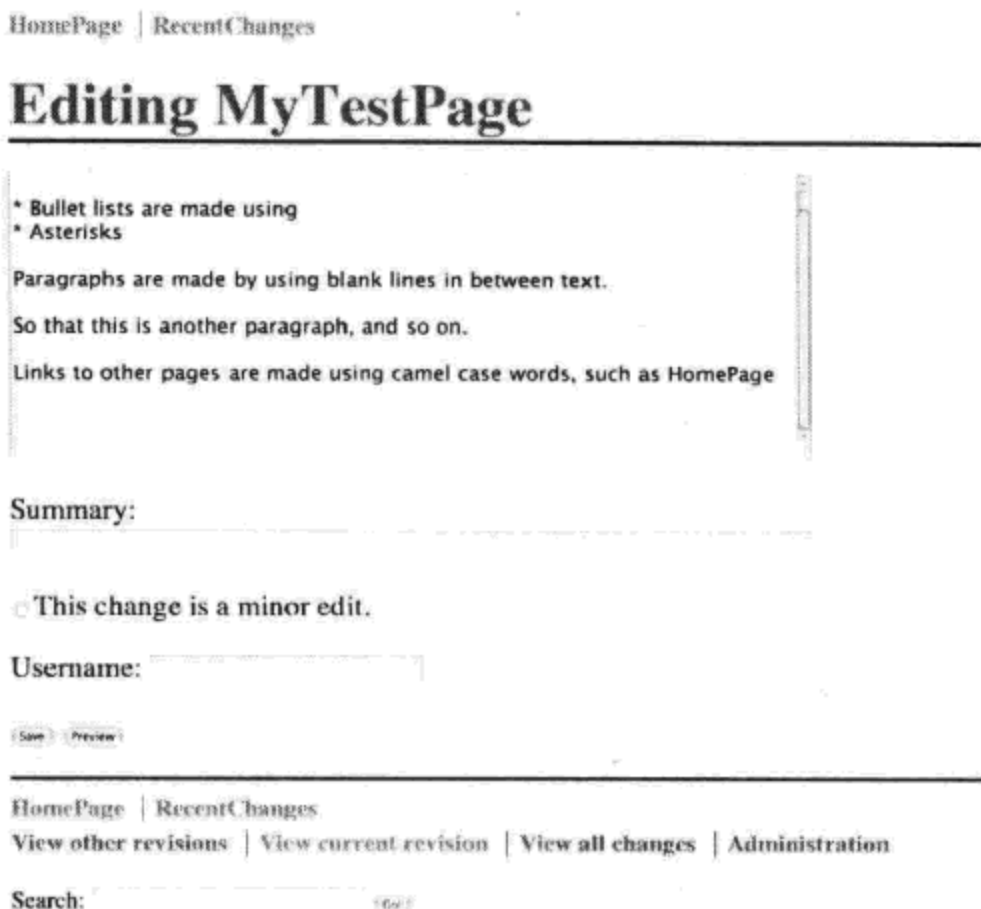 HomePage | RecentChanges
Editing MyTestPage
* Bullet lists are made using
* Asterisks
Paragraphs are made by using blank lines in between text.
So that this is another paragraph, and so on.
Links to other pages are made using camel case words, such as HomePage
Summary:
This change is a minor edit.
Username:
Save Preview
HomePage | RecentChanges
View other revisions | View current revision | View all changes | Administration
Search: Go!